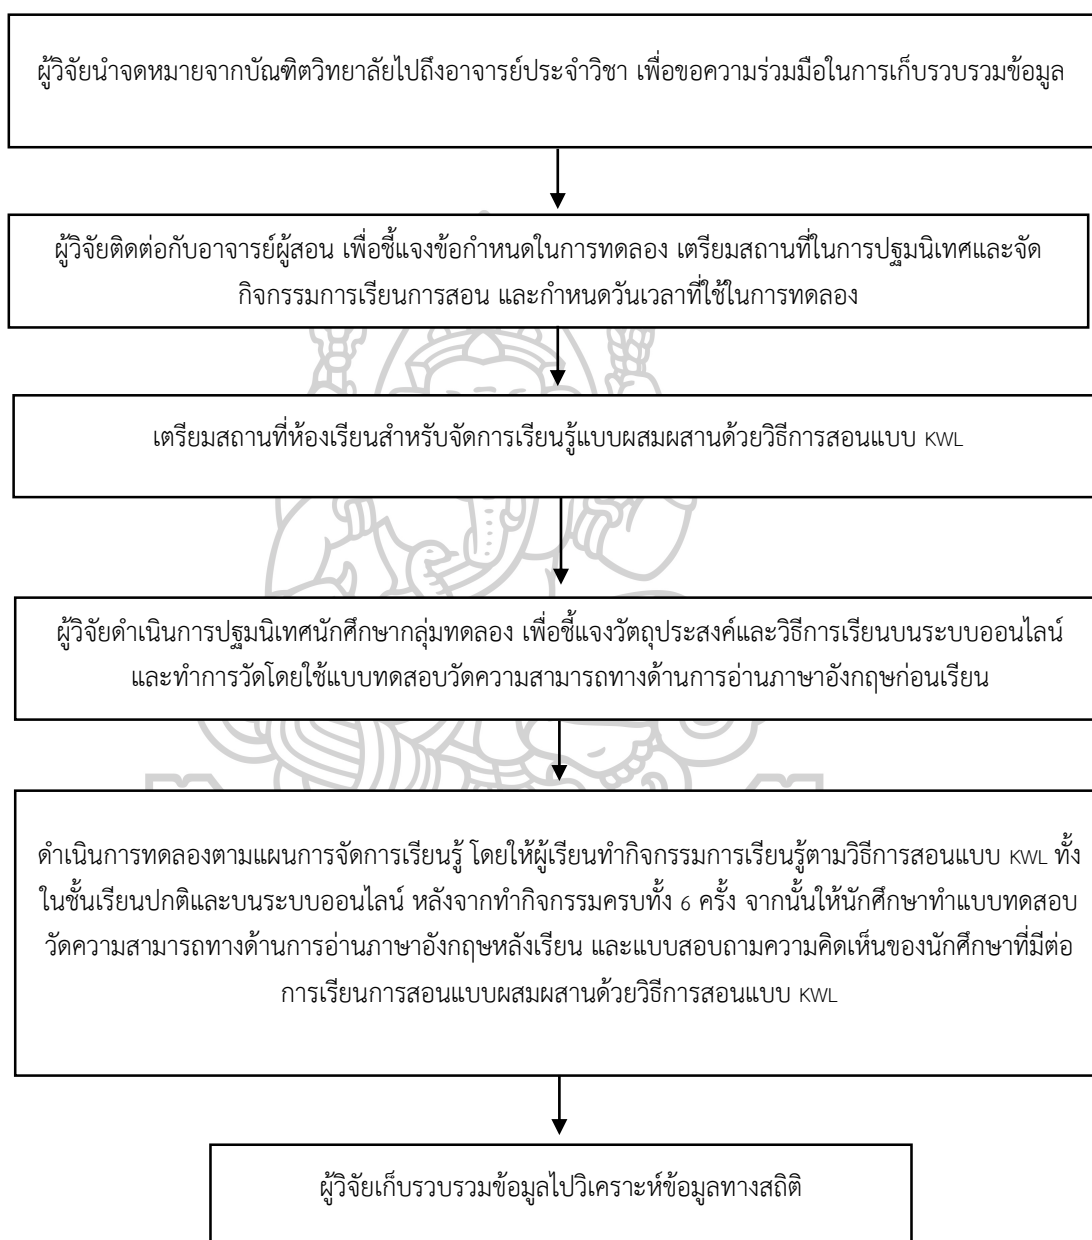 ผู้วิจัยนำจดหมายจากบัณฑิตวิทยาลัยไปถึงอาจารย์ประจำวิชา เพื่อขอความร่วมมือในการเก็บรวบรวมข้อมูล
ผู้วิจัยติดต่อกับอาจารย์ผู้สอน เพื่อชี้แจงข้อกำหนดในการทดลอง เตรียมสถานที่ในการปฐมนิเทศและจัด
กิจกรรมการเรียนการสอน และกำหนดวันเวลาที่ใช้ในการทดลอง
เตรียมสถานที่ห้องเรียนสำหรับจัดการเรียนรู้แบบผสมผสานด้วยวิธีการสอนแบบ KWL
ผู้วิจัยดำเนินการปฐมนิเทศนักศึกษากลุ่มทดลอง เพื่อชี้แจงวัตถุประสงค์และวิธีการเรียนบนระบบออนไลน์
และทำการวัดโดยใช้แบบทดสอบวัดความสามารถทางด้านการอ่านภาษาอังกฤษก่อนเรียน
ดำเนินการทดลองตามแผนการจัดการเรียนรู้ โดยให้ผู้เรียนทำกิจกรรมการเรียนรู้ตามวิธีการสอนแบบ KWL ทั้ง
ในชั้นเรียนปกติและบนระบบออนไลน์ หลังจากทำกิจกรรมครบทั้ง 6 ครั้ง จากนั้นให้นักศึกษาทำแบบทดสอบ
วัดความสามารถทางด้านการอ่านภาษาอังกฤษหลังเรียน และแบบสอบถามความคิดเห็นของนักศึกษาที่มีต่อ
การเรียนการสอนแบบผสมผสานด้วยวิธีการสอนแบบ KWL
ผู้วิจัยเก็บรวบรวมข้อมูลไปวิเคราะห์ข้อมูลทางสถิติ